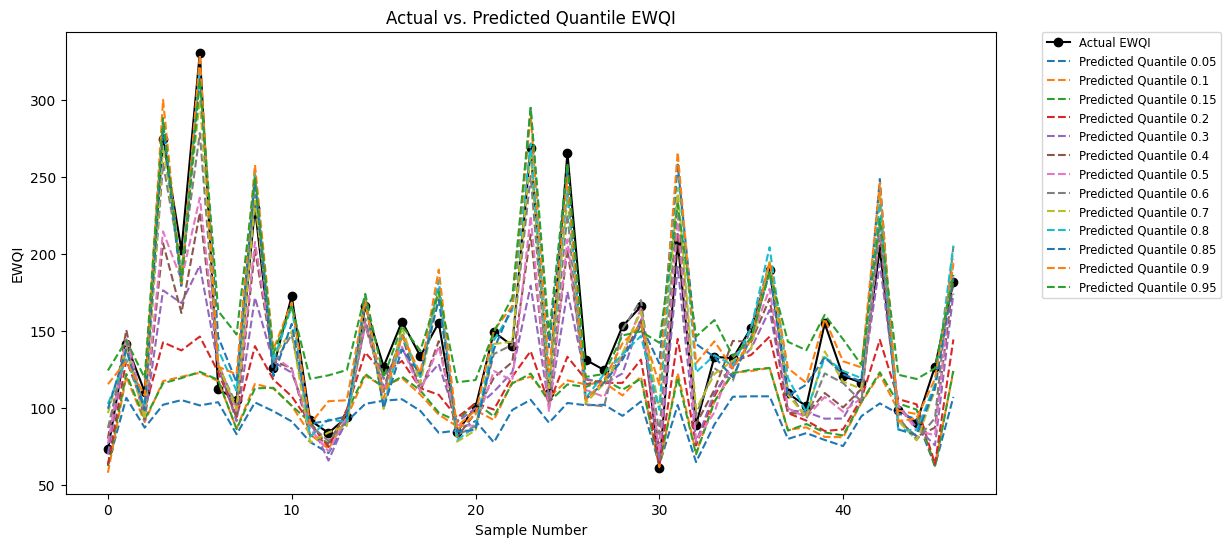 Actual vs. Predicted Quantile EWQI
EWQI
300
250
200
150
100
50
0
10
20
30
40
Sample Number
Actual EWQI
Predicted Quantile 0.05
Predicted Quantile 0.1
Predicted Quantile 0.15
Predicted Quantile 0.2
Predicted Quantile 0.3
Predicted Quantile 0.4
Predicted Quantile 0.5
Predicted Quantile 0.6
Predicted Quantile 0.7
Predicted Quantile 0.8
Predicted Quantile 0.85
Predicted Quantile 0.9
Predicted Quantile 0.95